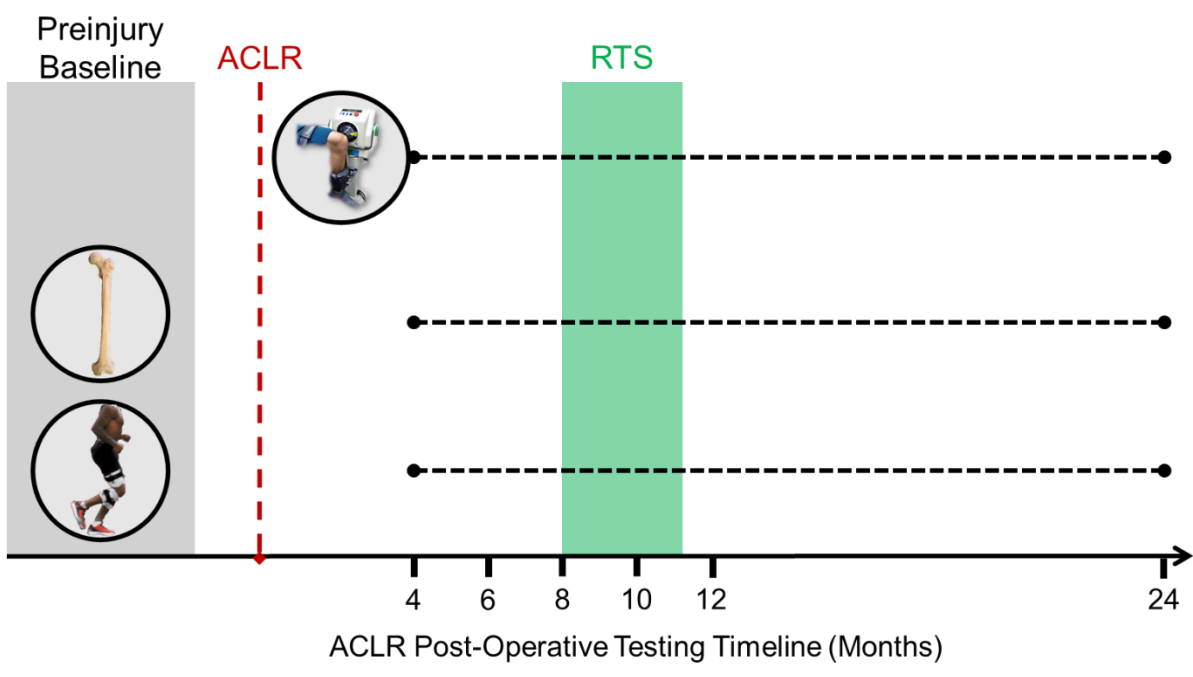 Preinjury
Baseline
ACLR
RTS
4 6 8 10 12 24
ACLR Post-Operative Testing Timeline (Months)